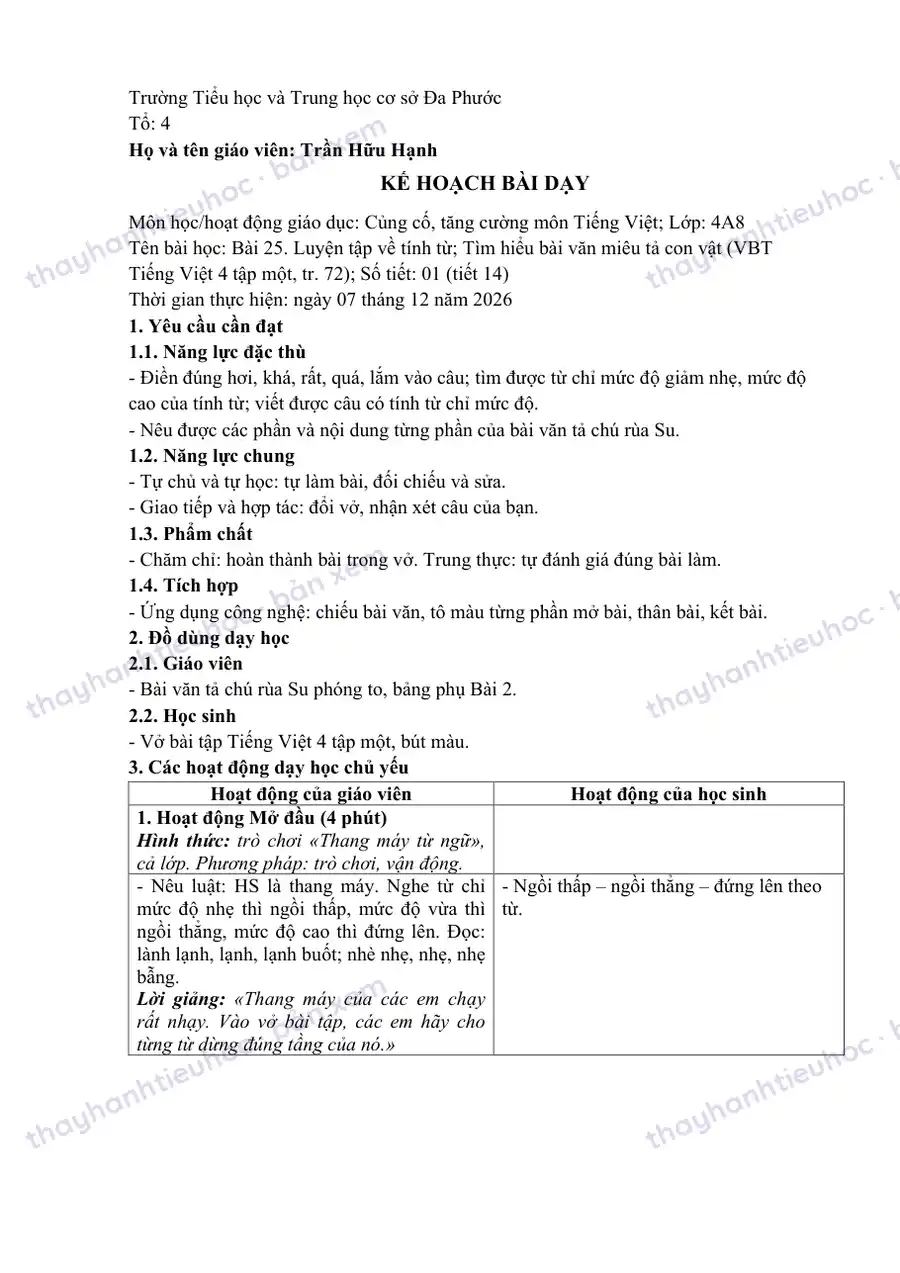 Trường Tiểu học và Trung học cơ sở Đa Phước
Tổ: 4
Họ và tên giáo viên: Trần Hữu Hạnh
KẾ HOẠCH BÀI DẠY
Môn học/hoạt động giáo dục: Củng cố, tăng cường môn Tiếng Việt; Lớp: 4A8
Tên bài học: Bài 25. Luyện tập về tính từ; Tìm hiểu bài văn miêu tả con vật (VBT
Tiếng Việt 4 tập một, tr. 72); Số tiết: 01 (tiết 14)
Thời gian thực hiện: ngày 07 tháng 12 năm 2026
1. Yêu cầu cần đạt
1.1. Năng lực đặc thù
- Điền đúng hơi, khá, rất, quá, lắm vào câu; tìm được từ chỉ mức độ giảm nhẹ, mức độ
cao của tính từ; viết được câu có tính từ chỉ mức độ.
- Nêu được các phần và nội dung từng phần của bài văn tả chú rùa Su.
1.2. Năng lực chung
- Tự chủ và tự học: tự làm bài, đối chiếu và sửa.
- Giao tiếp và hợp tác: đổi vở, nhận xét câu của bạn.
1.3. Phẩm chất
- Chăm chỉ: hoàn thành bài trong vở. Trung thực: tự đánh giá đúng bài làm.
1.4. Tích hợp
- Ứng dụng công nghệ: chiếu bài văn, tô màu từng phần mở bài, thân bài, kết bài.
2. Đồ dùng dạy học
2.1. Giáo viên
- Bài văn tả chú rùa Su phóng to, bảng phụ Bài 2.
2.2. Học sinh
- Vở bài tập Tiếng Việt 4 tập một, bút màu.
3. Các hoạt động dạy học chủ yếu
Hoạt động của giáo viên
Hoạt động của học sinh
1. Hoạt động Mở đầu (4 phút)
Hình thức: trò chơi «Thang máy từ ngữ»,
cả lớp. Phương pháp: trò chơi, vận động.
- Nêu luật: HS là thang máy. Nghe từ chỉ
mức độ nhẹ thì ngồi thấp, mức độ vừa thì
ngồi thẳng, mức độ cao thì đứng lên. Đọc:
lành lạnh, lạnh, lạnh buốt; nhè nhẹ, nhẹ, nhẹ
bẫng.
Lời giảng: «Thang máy của các em chạy
rất nhạy. Vào vở bài tập, các em hãy cho
từng từ dừng đúng tầng của nó.»
- Ngồi thấp – ngồi thẳng – đứng lên theo
từ.
thayhanhtieuhoc · bản xem
thayhanhtieuhoc · b
thayhanhtieuhoc · bản xem
thayhanhtieuhoc · b
thayhanhtieuhoc · bản xem
thayhanhtieuhoc · b